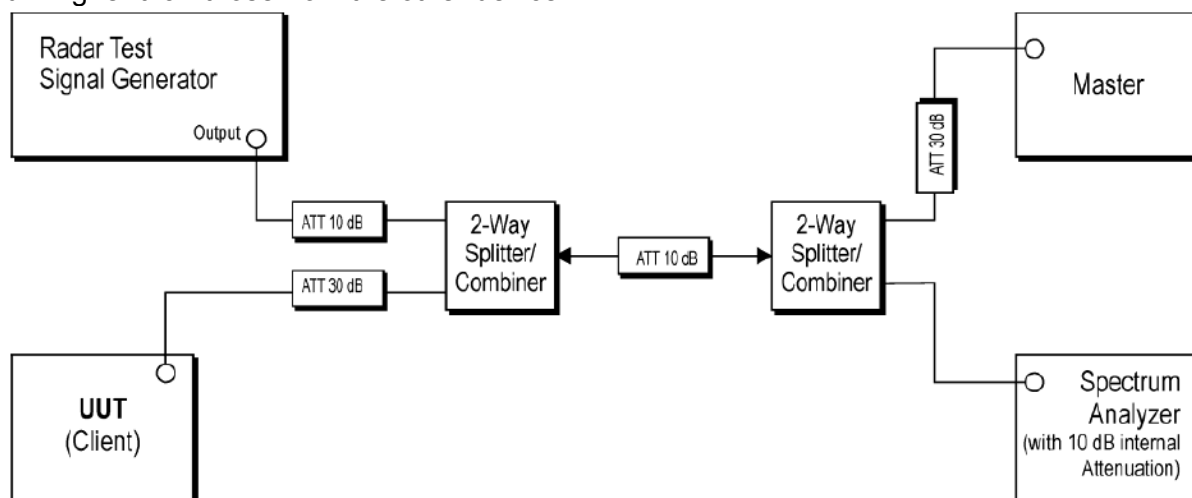 Radar Test
Signal Generator
Output
ATT 10 dB
ATT 30 dB
2-Way
Splitter/
Combiner
ATT 10 dB
2-Way
Splitter/
Combiner
ATT 30 dB
Master
UUT
(Client)
Spectrum
Analyzer
(with 10 dB internal
Attenuation)